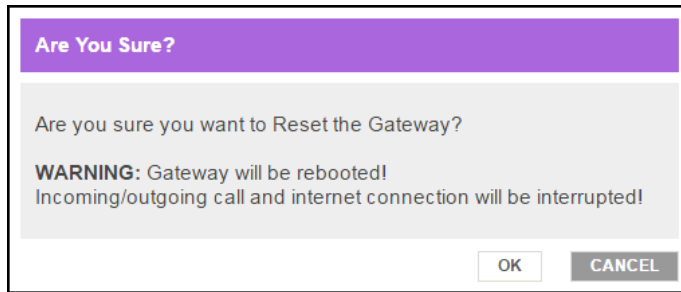 Are You Sure?
Are you sure you want to Reset the Gateway?
WARNING: Gateway will be rebooted!
Incoming/outgoing call and internet connection will be interrupted!
OK
CANCEL